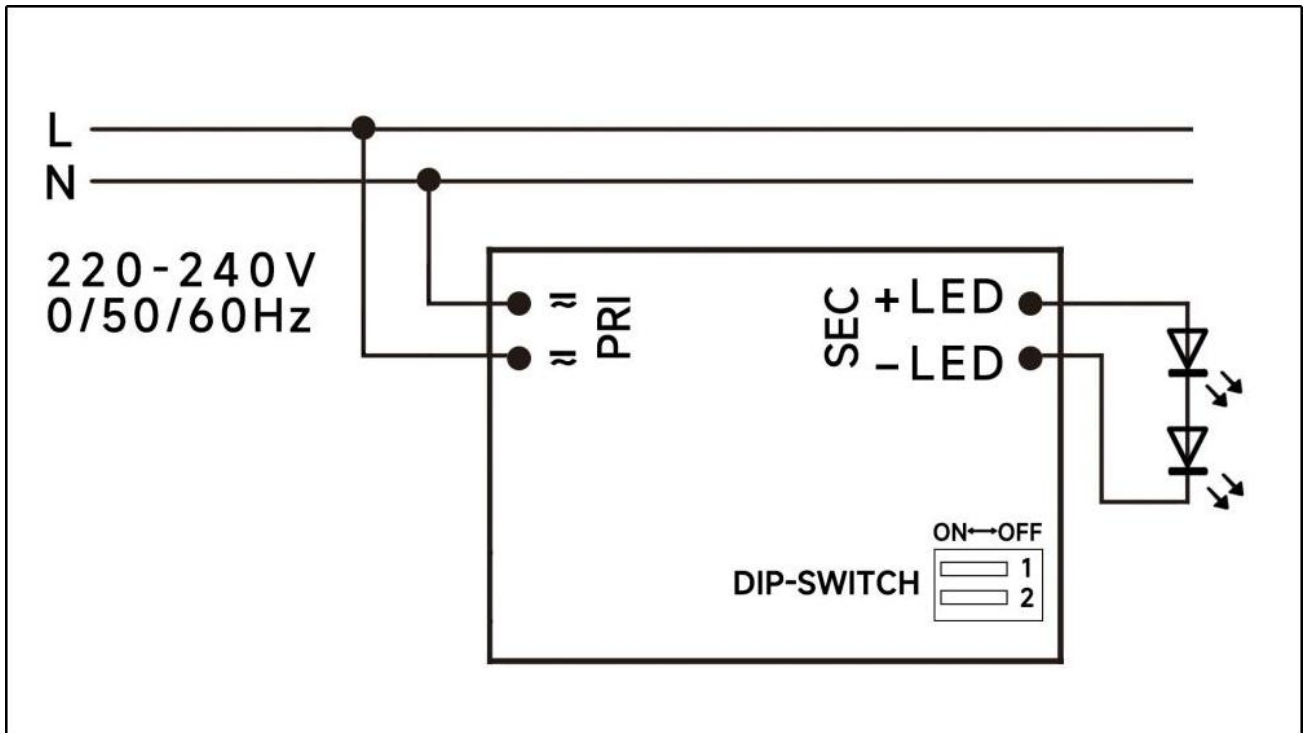 L
N
220-240V
0/50/60Hz
PRI
SEC
+LED
-LED
ON↔OFF
DIP-SWITCH
1
2